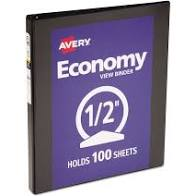 AVERY
Economy
VIEW BINDER
1/2"
HOLDS 100 SHEETS